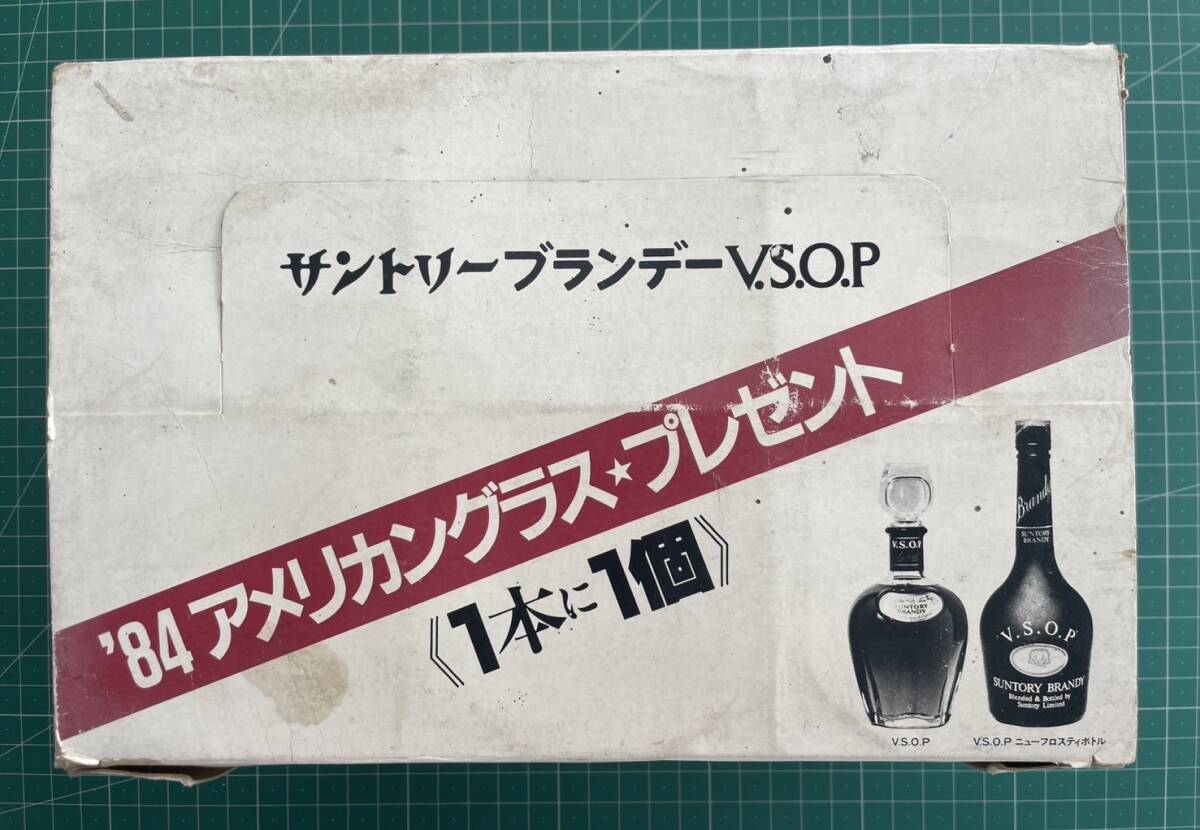 サントリーブランデーV.S.O.P
'84 アメリカングラス★プレゼント
《1本に1個》
Brandy
SUNTORY
BRANDY
V.S.O.P
SUNTORY
BRANDY
V.S.O.P
SUNTORY BRANDY
Blended & Bottled by
Suntory Limited
V.S.O.P
V.S.O.P ニューフロスティボトル